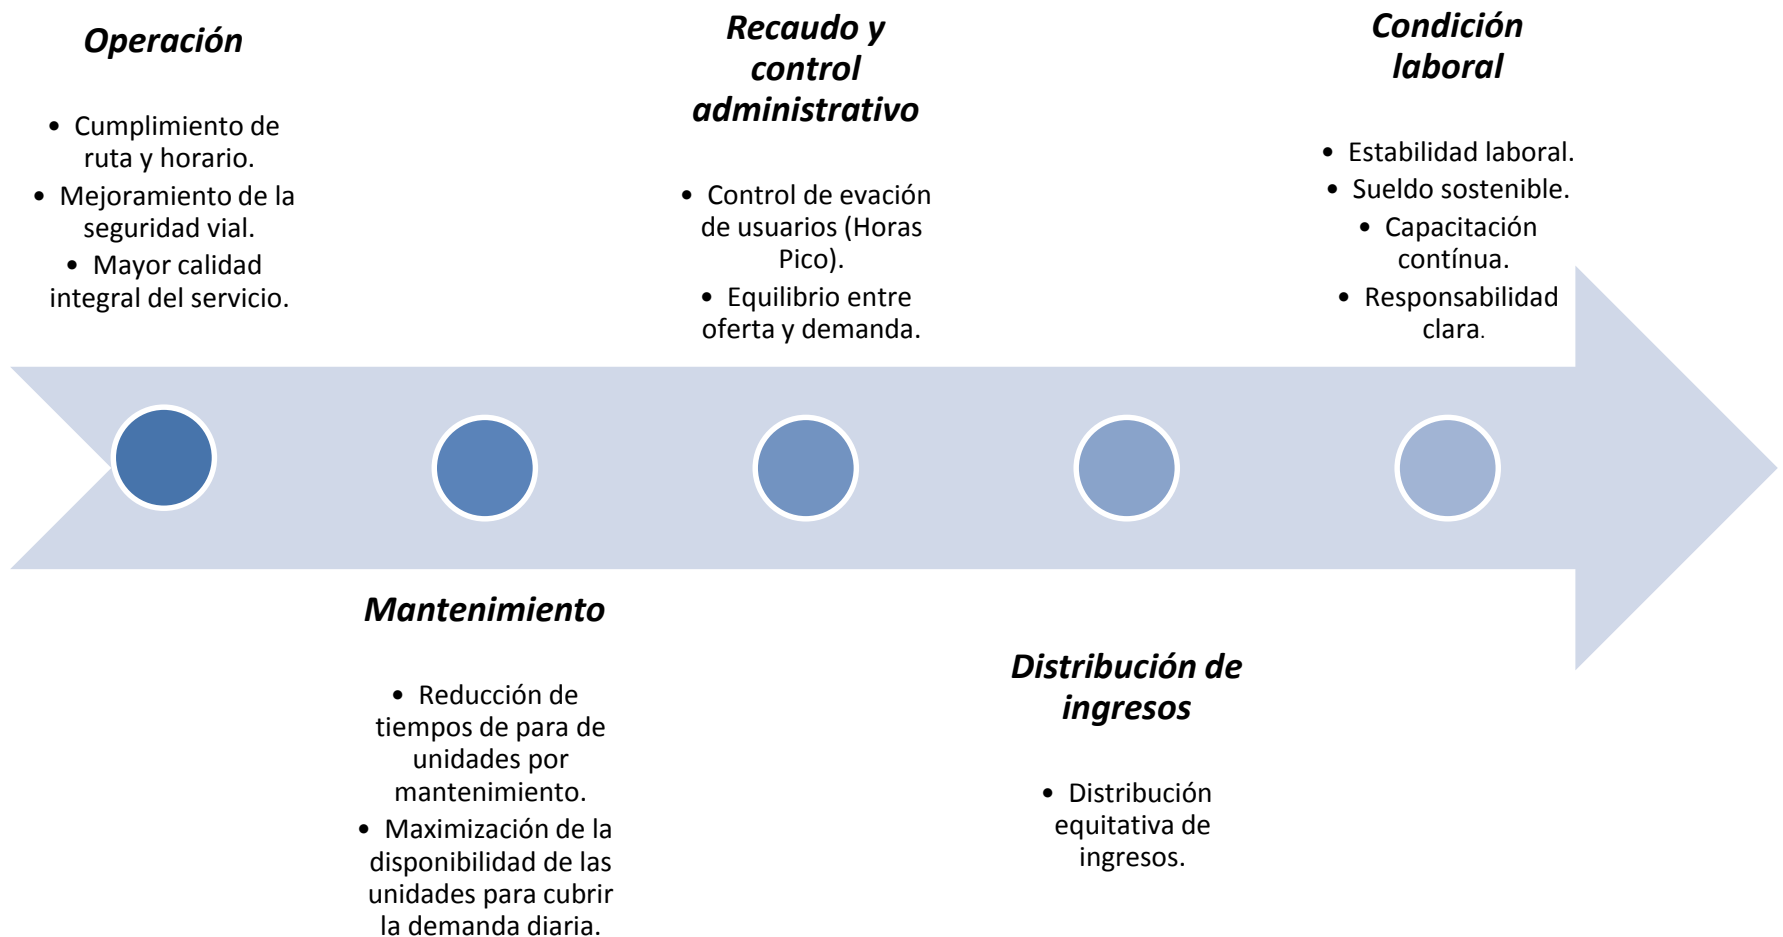 Operación
• Cumplimiento de
ruta y horario.
• Mejoramiento de la
seguridad vial.
• Mayor calidad
integral del servicio.
Mantenimiento
• Reducción de
tiempos de para de
unidades por
mantenimiento.
• Maximización de la
disponibilidad de las
unidades para cubrir
la demanda diaria.
Recaudo y
control
administrativo
• Control de evación
de usuarios (Horas
Pico).
• Equilibrio entre
oferta y demanda.
Distribución de
ingresos
• Distribución
equitativa de
ingresos.
Condición
laboral
• Estabilidad laboral.
• Sueldo sostenible.
• Capacitación
contínua.
• Responsabilidad
clara.